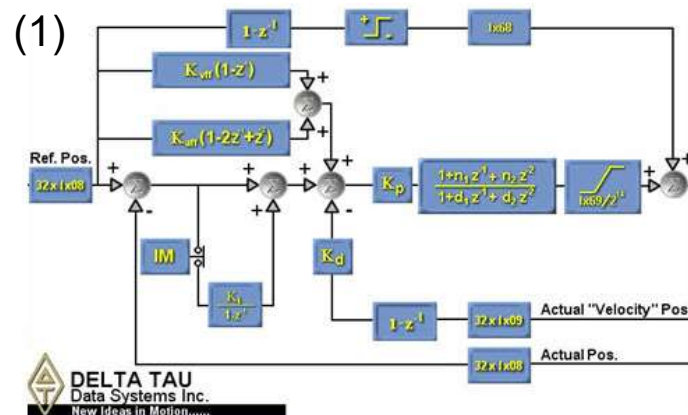 (1)
1-z⁻¹
+
-
Ix68
Kvff(1-z⁻¹)
+
Σ
Kaff(1-2z⁻¹+z⁻²)
+
+
+
Ref. Pos.
32 x Ix08
+
Σ
-
+
Σ
+
+
Σ
-
Kp
1+n₁z⁻¹+n₂z⁻²
1+d₁z⁻¹+d₂z⁻²
Ix69/2¹⁵
+
Σ
IM
Kd
Ki
1-z⁻¹
1-z⁻¹
32 x Ix09
Actual "Velocity" Pos
32 x Ix08
Actual Pos.
DELTA TAU
Data Systems Inc.
New Ideas in Motion......